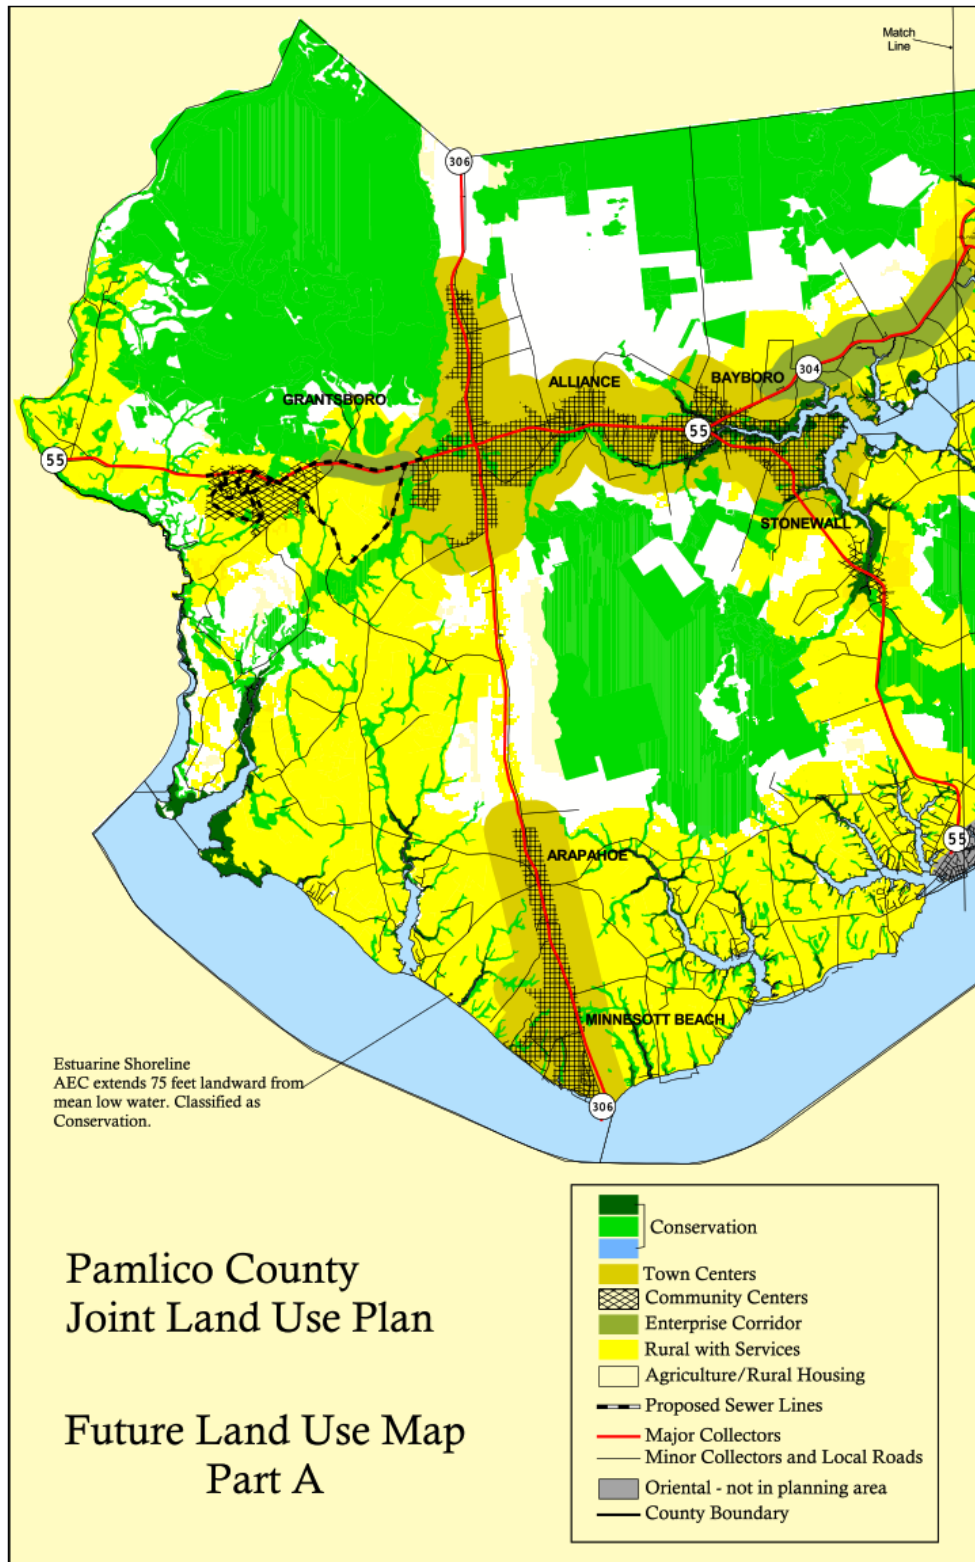 Match
Line
306
304
ALLIANCE
BAYBORO
GRANTSBORO
55
55
STONEWALL
55
ARAPAHOE
MINNESOTT BEACH
306
Estuarine Shoreline
AEC extends 75 feet landward from
mean low water. Classified as
Conservation.
Pamlico County
Joint Land Use Plan
Future Land Use Map
Part A
Conservation
Town Centers
Community Centers
Enterprise Corridor
Rural with Services
Agriculture/Rural Housing
Proposed Sewer Lines
Major Collectors
Minor Collectors and Local Roads
Oriental - not in planning area
County Boundary